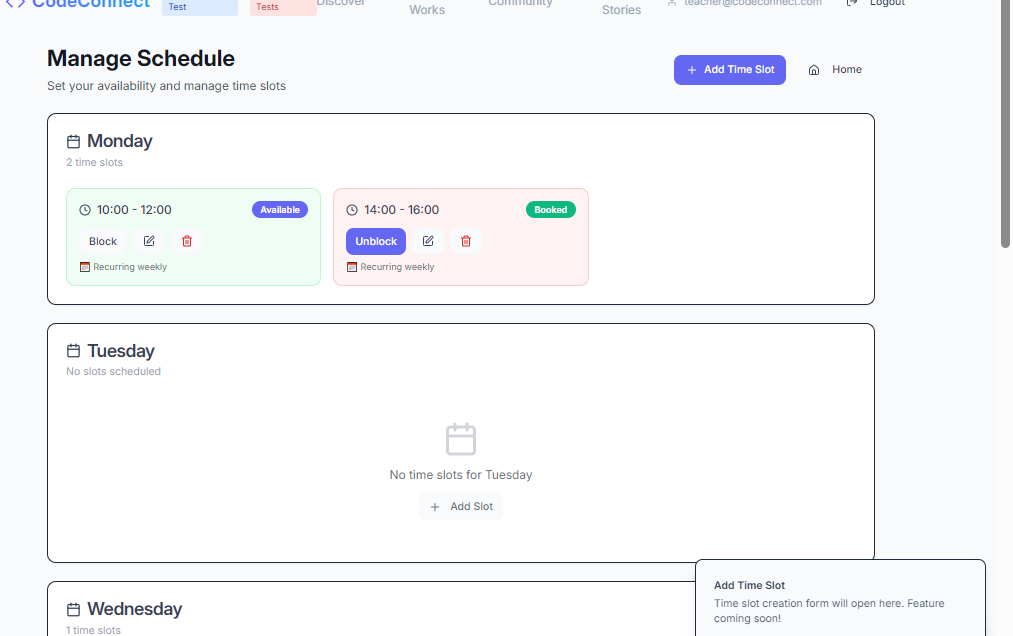 CodeConnect
Test
Tests
Discover
Works
Community
Stories
teacher@codeconnect.com
Logout
Manage Schedule
Set your availability and manage time slots
Add Time Slot
Home
Monday
2 time slots
10:00 - 12:00
Available
14:00 - 16:00
Booked
Block
Unblock
Recurring weekly
Recurring weekly
Tuesday
No slots scheduled
No time slots for Tuesday
Add Slot
Wednesday
1 time slots
Add Time Slot
Time slot creation form will open here. Feature
coming soon!